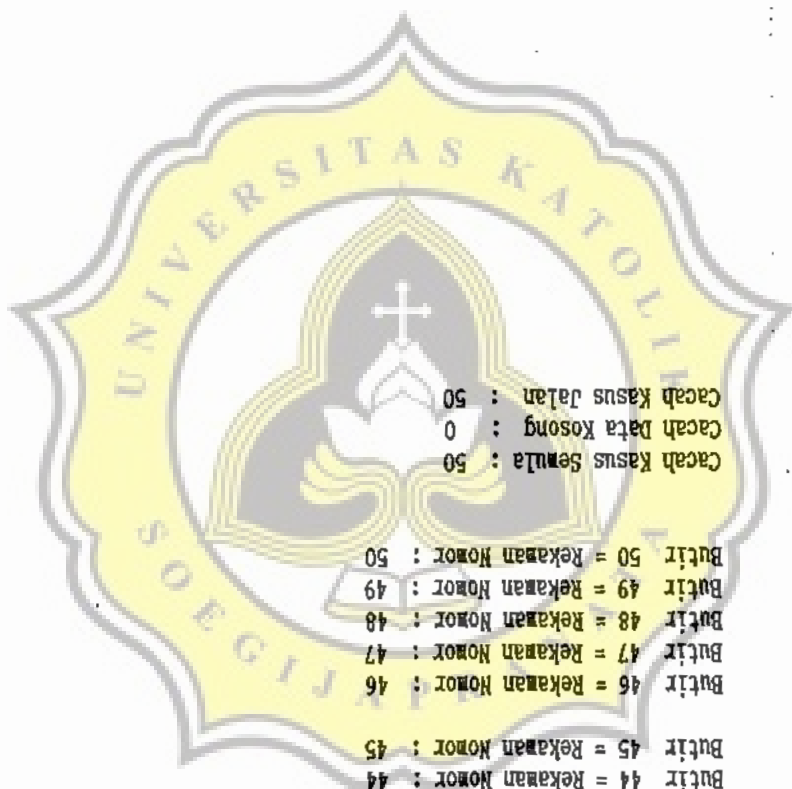 UNIVERSITAS KATOLIK
SOEGIJAPRANATA
Butir 44 = Rekaman Nomor : 44
Butir 45 = Rekaman Nomor : 45
Butir 46 = Rekaman Nomor : 46
Butir 47 = Rekaman Nomor : 47
Butir 48 = Rekaman Nomor : 48
Butir 49 = Rekaman Nomor : 49
Butir 50 = Rekaman Nomor : 50
Cacah Kasus Semula : 50
Cacah Data Kosong : 0
Cacah Kasus Jalan : 50